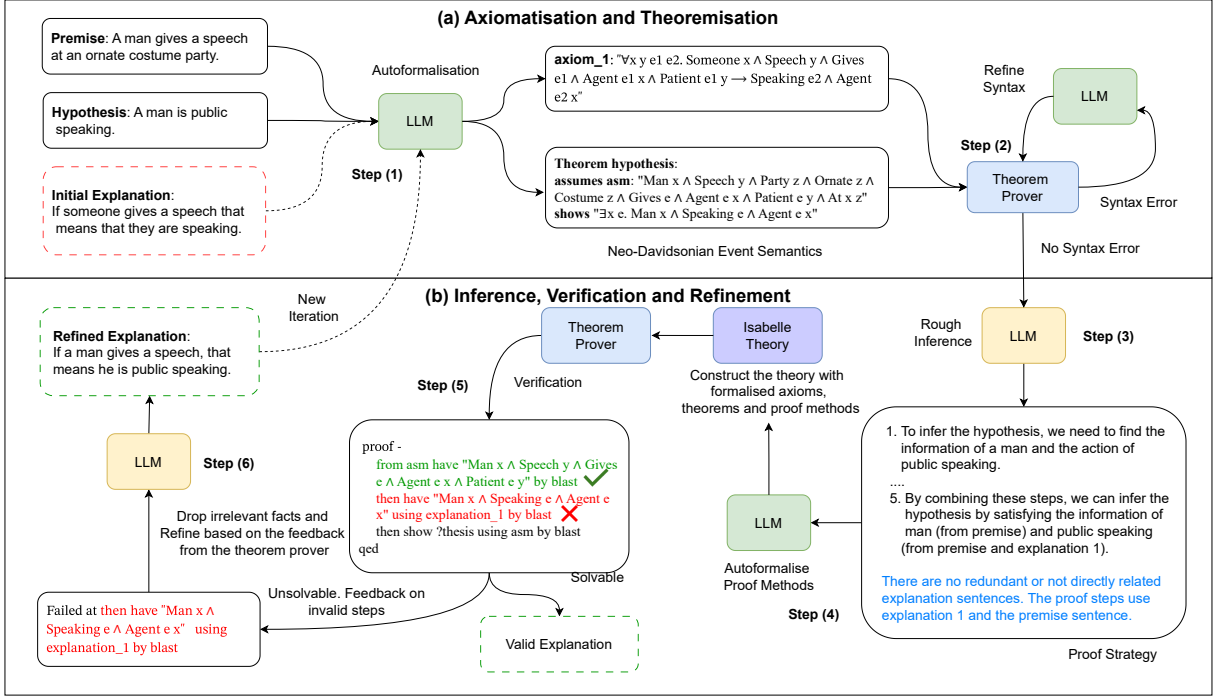 (a) Axiomatisation and Theoremisation
Premise: A man gives a speech
at an ornate costume party.
Hypothesis: A man is public
speaking.
Initial Explanation:
If someone gives a speech that
means that they are speaking.
Autoformalisation
LLM
Step (1)
axiom_1: "∀x y e1 e2. Someone x ∧ Speech y ∧ Gives
e1 ∧ Agent e1 x ∧ Patient e1 y ⟶ Speaking e2 ∧ Agent
e2 x"
Theorem hypothesis:
assumes asm: "Man x ∧ Speech y ∧ Party z ∧ Ornate z ∧
Costume z ∧ Gives e ∧ Agent e x ∧ Patient e y ∧ At x z"
shows "∃x e. Man x ∧ Speaking e ∧ Agent e x"
Neo-Davidsonian Event Semantics
Refine
Syntax
LLM
Step (2)
Theorem
Prover
Syntax Error
No Syntax Error
(b) Inference, Verification and Refinement
New
Iteration
Refined Explanation:
If a man gives a speech, that
means he is public speaking.
LLM
Step (6)
Drop irrelevant facts and
Refine based on the feedback
from the theorem prover
Failed at then have "Man x ∧
Speaking e ∧ Agent e x" using
explanation_1 by blast
Theorem
Prover
Step (5)
Verification
Isabelle
Theory
Construct the theory with
formalised axioms,
theorems and proof methods
proof -
from asm have "Man x ∧ Speech y ∧ Gives
e ∧ Agent e x ∧ Patient e y" by blast
then have "Man x ∧ Speaking e ∧ Agent e
x" using explanation_1 by blast
then show ?thesis using asm by blast
qed
Solvable
Unsolvable. Feedback on
invalid steps
Valid Explanation
Rough
Inference
LLM
Step (3)
1. To infer the hypothesis, we need to find the
information of a man and the action of
public speaking.
....
5. By combining these steps, we can infer the
hypothesis by satisfying the information of
man (from premise) and public speaking
(from premise and explanation 1).
There are no redundant or not directly related
explanation sentences. The proof steps use
explanation 1 and the premise sentence.
Proof Strategy
LLM
Autoformalise
Proof Methods
Step (4)